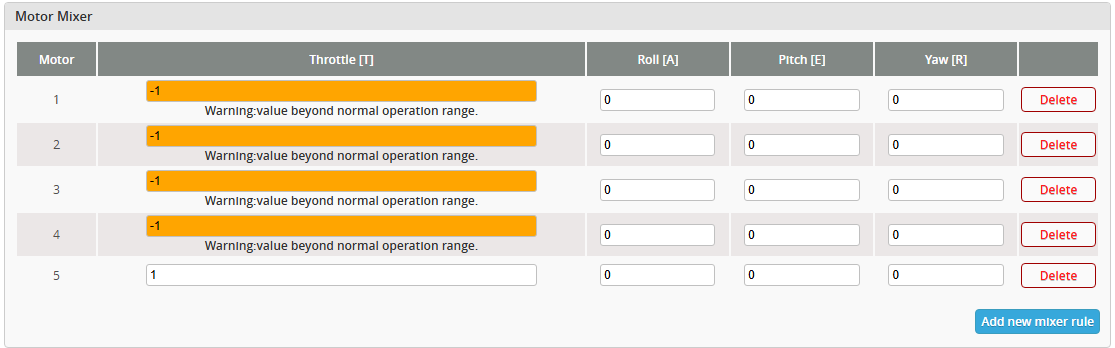 Motor Mixer
Motor Throttle [T] Roll [A] Pitch [E] Yaw [R]
1 -1 0 0 0 Delete
Warning:value beyond normal operation range.
2 -1 0 0 0 Delete
Warning:value beyond normal operation range.
3 -1 0 0 0 Delete
Warning:value beyond normal operation range.
4 -1 0 0 0 Delete
Warning:value beyond normal operation range.
5 1 0 0 0 Delete
Add new mixer rule